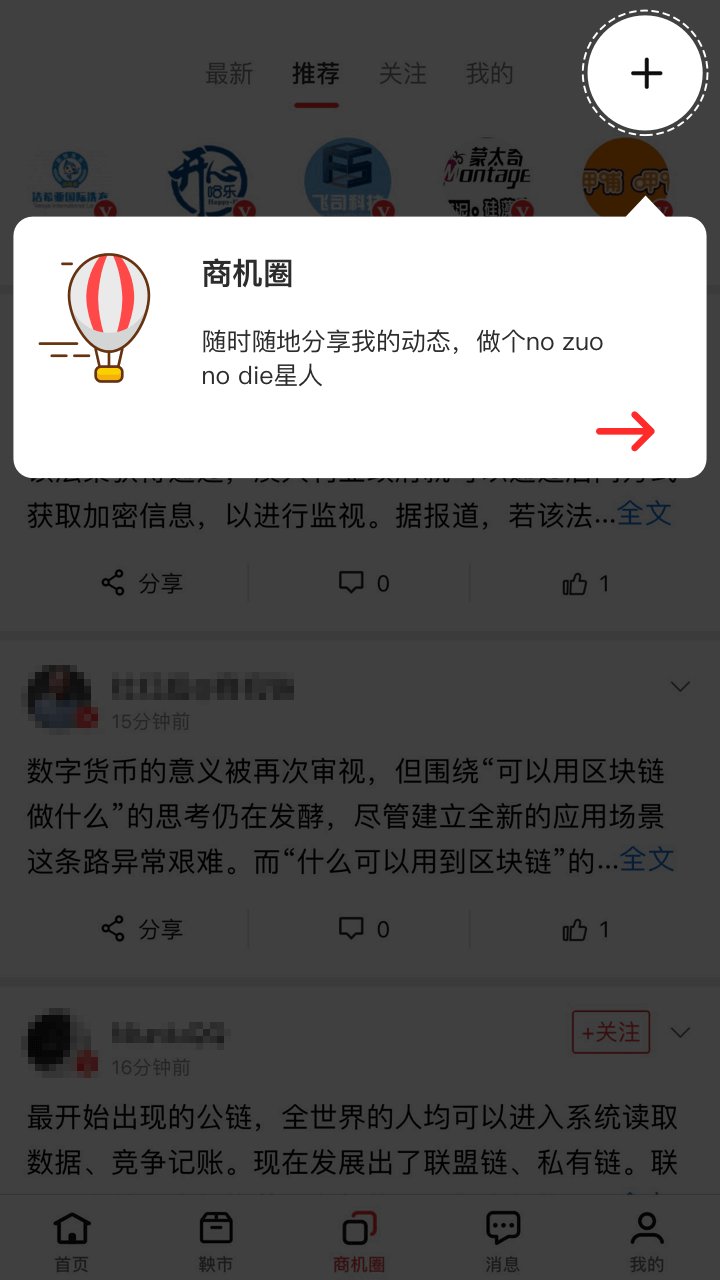 最新 推荐 关注 我的
洁希亚国际洗衣
开心
哈乐
飞司科技
蒙太奇
Montage
商机圈
随时随地分享我的动态，做个no zuo
no die星人
获取加密信息，以进行监视。据报道，若该法...全文
分享 0 1
15分钟前
数字货币的意义被再次审视，但围绕“可以用区块链
做什么”的思考仍在发酵，尽管建立全新的应用场景
这条路异常艰难。而“什么可以用到区块链”的...全文
分享 0 1
+关注
16分钟前
最开始出现的公链，全世界的人均可以进入系统读取
数据、竞争记账。现在发展出了联盟链、私有链。联
首页 鞅市 商机圈 消息 我的